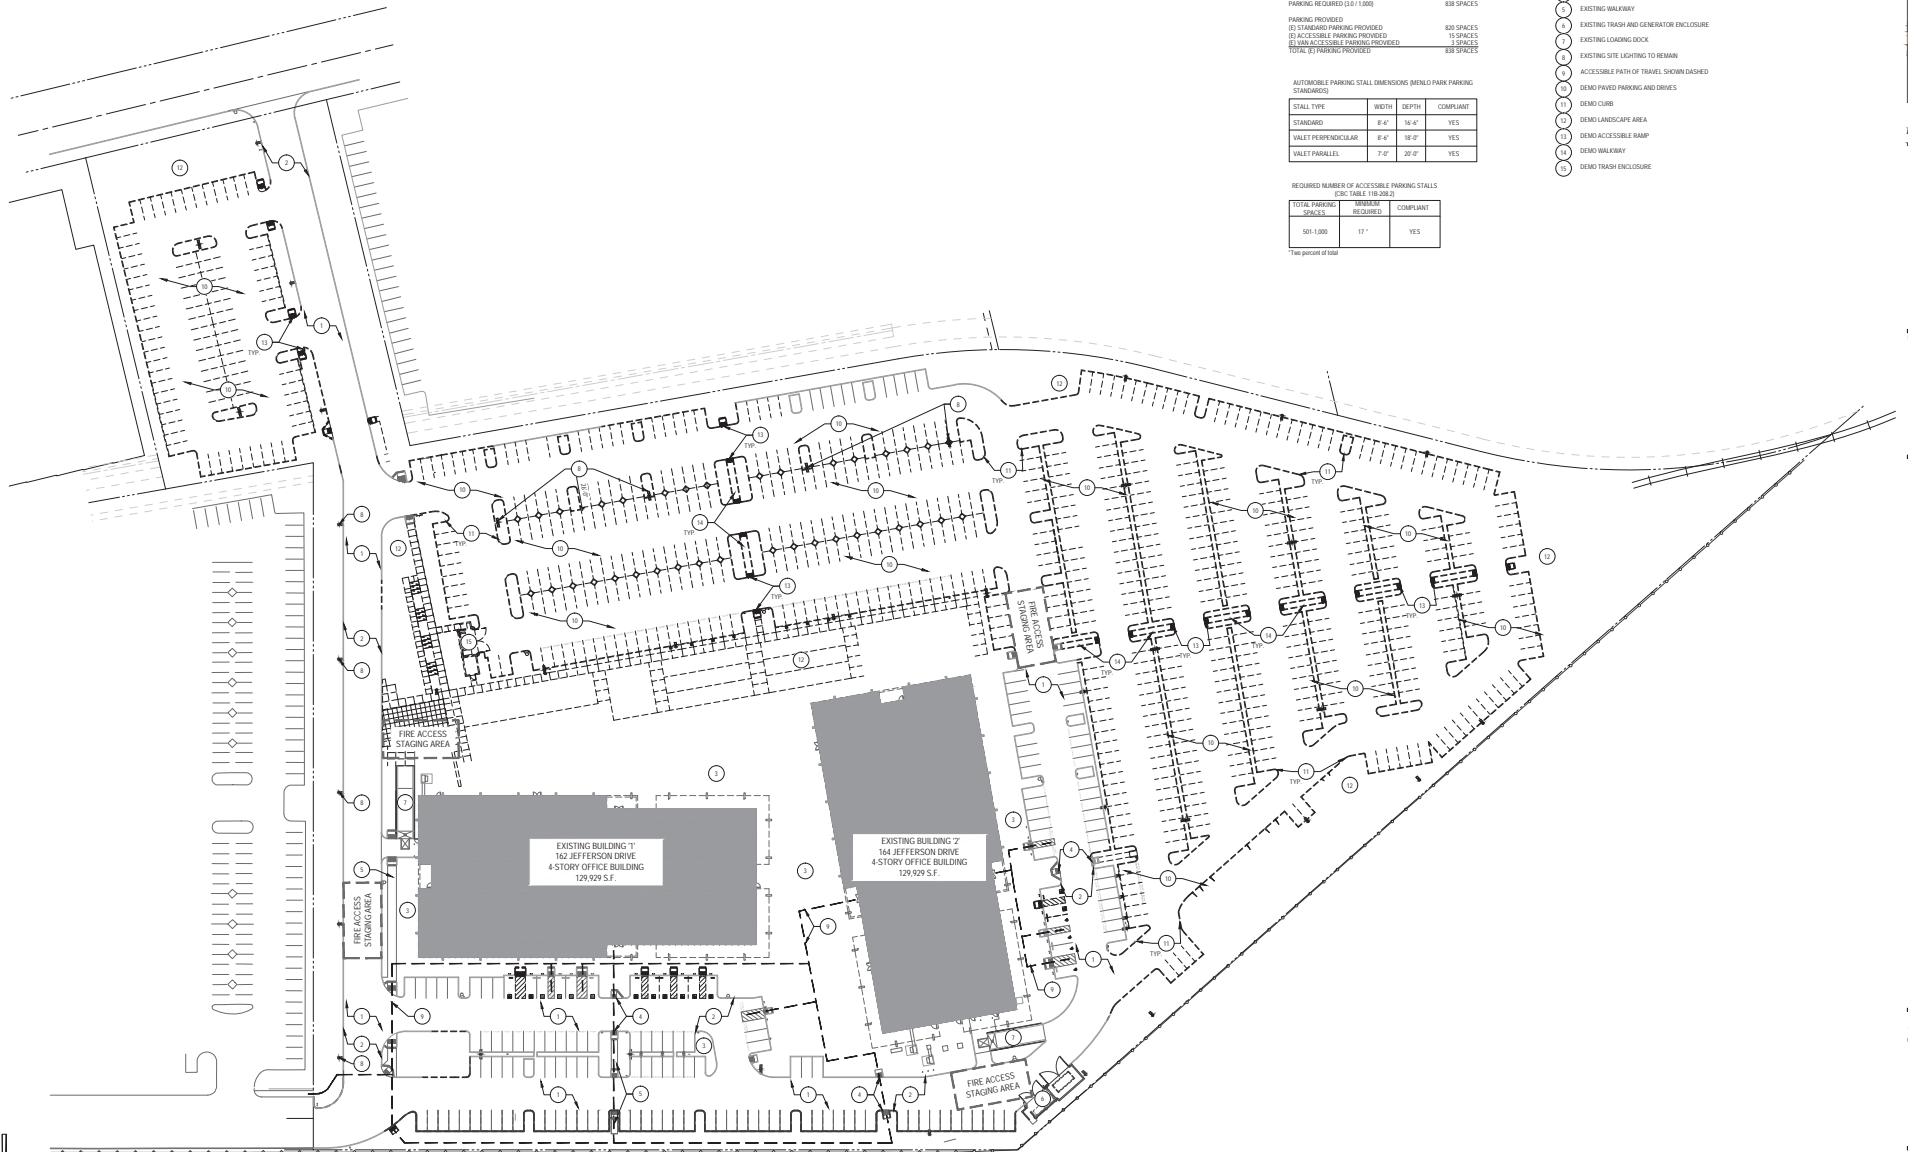 PARKING REQUIRED (3.0 / 1,000) 838 SPACES
PARKING PROVIDED
(E) STANDARD PARKING PROVIDED 820 SPACES
(E) ACCESSIBLE PARKING PROVIDED 15 SPACES
(E) VAN ACCESSIBLE PARKING PROVIDED 3 SPACES
TOTAL (E) PARKING PROVIDED 838 SPACES
AUTOMOBILE PARKING STALL DIMENSIONS (MENLO PARK PARKING
STANDARDS)
STALL TYPE WIDTH DEPTH COMPLIANT
STANDARD 8'-6" 16'-6" YES
VALET PERPENDICULAR 8'-6" 18'-0" YES
VALET PARALLEL 7'-0" 20'-0" YES
REQUIRED NUMBER OF ACCESSIBLE PARKING STALLS
(CBC TABLE 11B-208.2)
TOTAL PARKING SPACES MINIMUM REQUIRED COMPLIANT
501-1,000 17 * YES
*Two percent of total
5 EXISTING WALKWAY
6 EXISTING TRASH AND GENERATOR ENCLOSURE
7 EXISTING LOADING DOCK
8 EXISTING SITE LIGHTING TO REMAIN
9 ACCESSIBLE PATH OF TRAVEL SHOWN DASHED
10 DEMO PAVED PARKING AND DRIVES
11 DEMO CURB
12 DEMO LANDSCAPE AREA
13 DEMO ACCESSIBLE RAMP
14 DEMO WALKWAY
15 DEMO TRASH ENCLOSURE
FIRE ACCESS
STAGING AREA
FIRE ACCESS
STAGING AREA
EXISTING BUILDING '1'
162 JEFFERSON DRIVE
4-STORY OFFICE BUILDING
129,929 S.F.
EXISTING BUILDING '2'
164 JEFFERSON DRIVE
4-STORY OFFICE BUILDING
129,929 S.F.
FIRE ACCESS
STAGING AREA
FIRE ACCESS
STAGING AREA